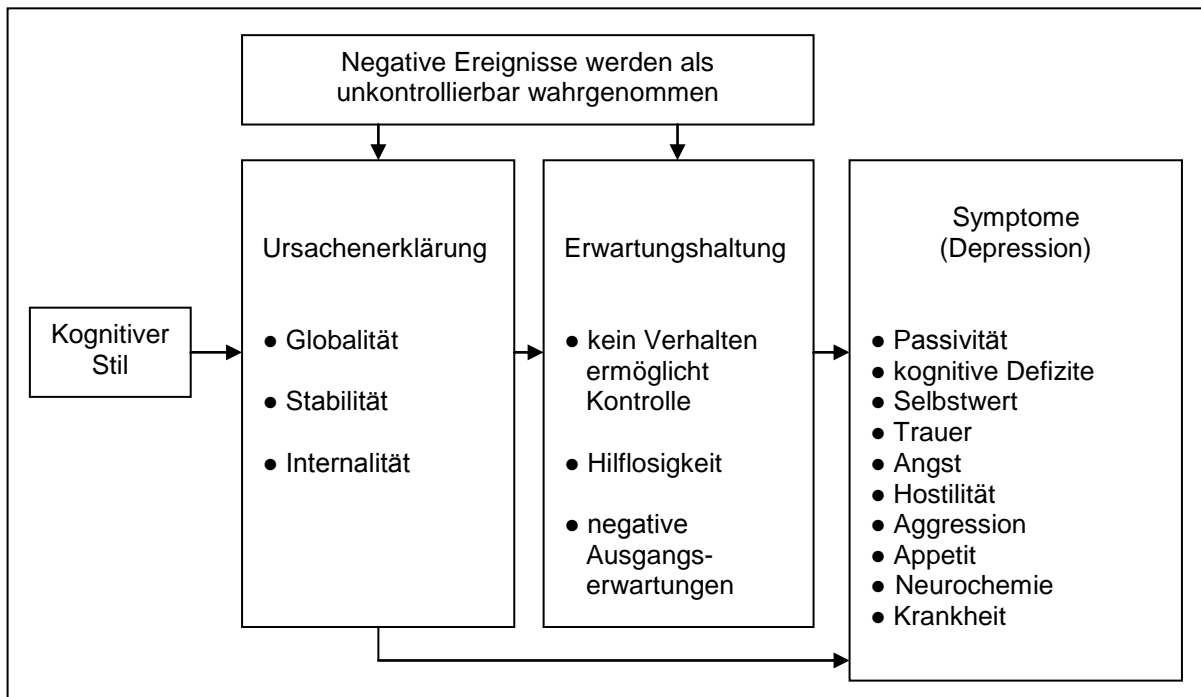 Negative Ereignisse werden als
unkontrollierbar wahrgenommen
Kognitiver
Stil
Ursachenerklärung
● Globalität
● Stabilität
● Internalität
Erwartungshaltung
● kein Verhalten
ermöglicht
Kontrolle
● Hilflosigkeit
● negative
Ausgangs-
erwartungen
Symptome
(Depression)
● Passivität
● kognitive Defizite
● Selbstwert
● Trauer
● Angst
● Hostilität
● Aggression
● Appetit
● Neurochemie
● Krankheit